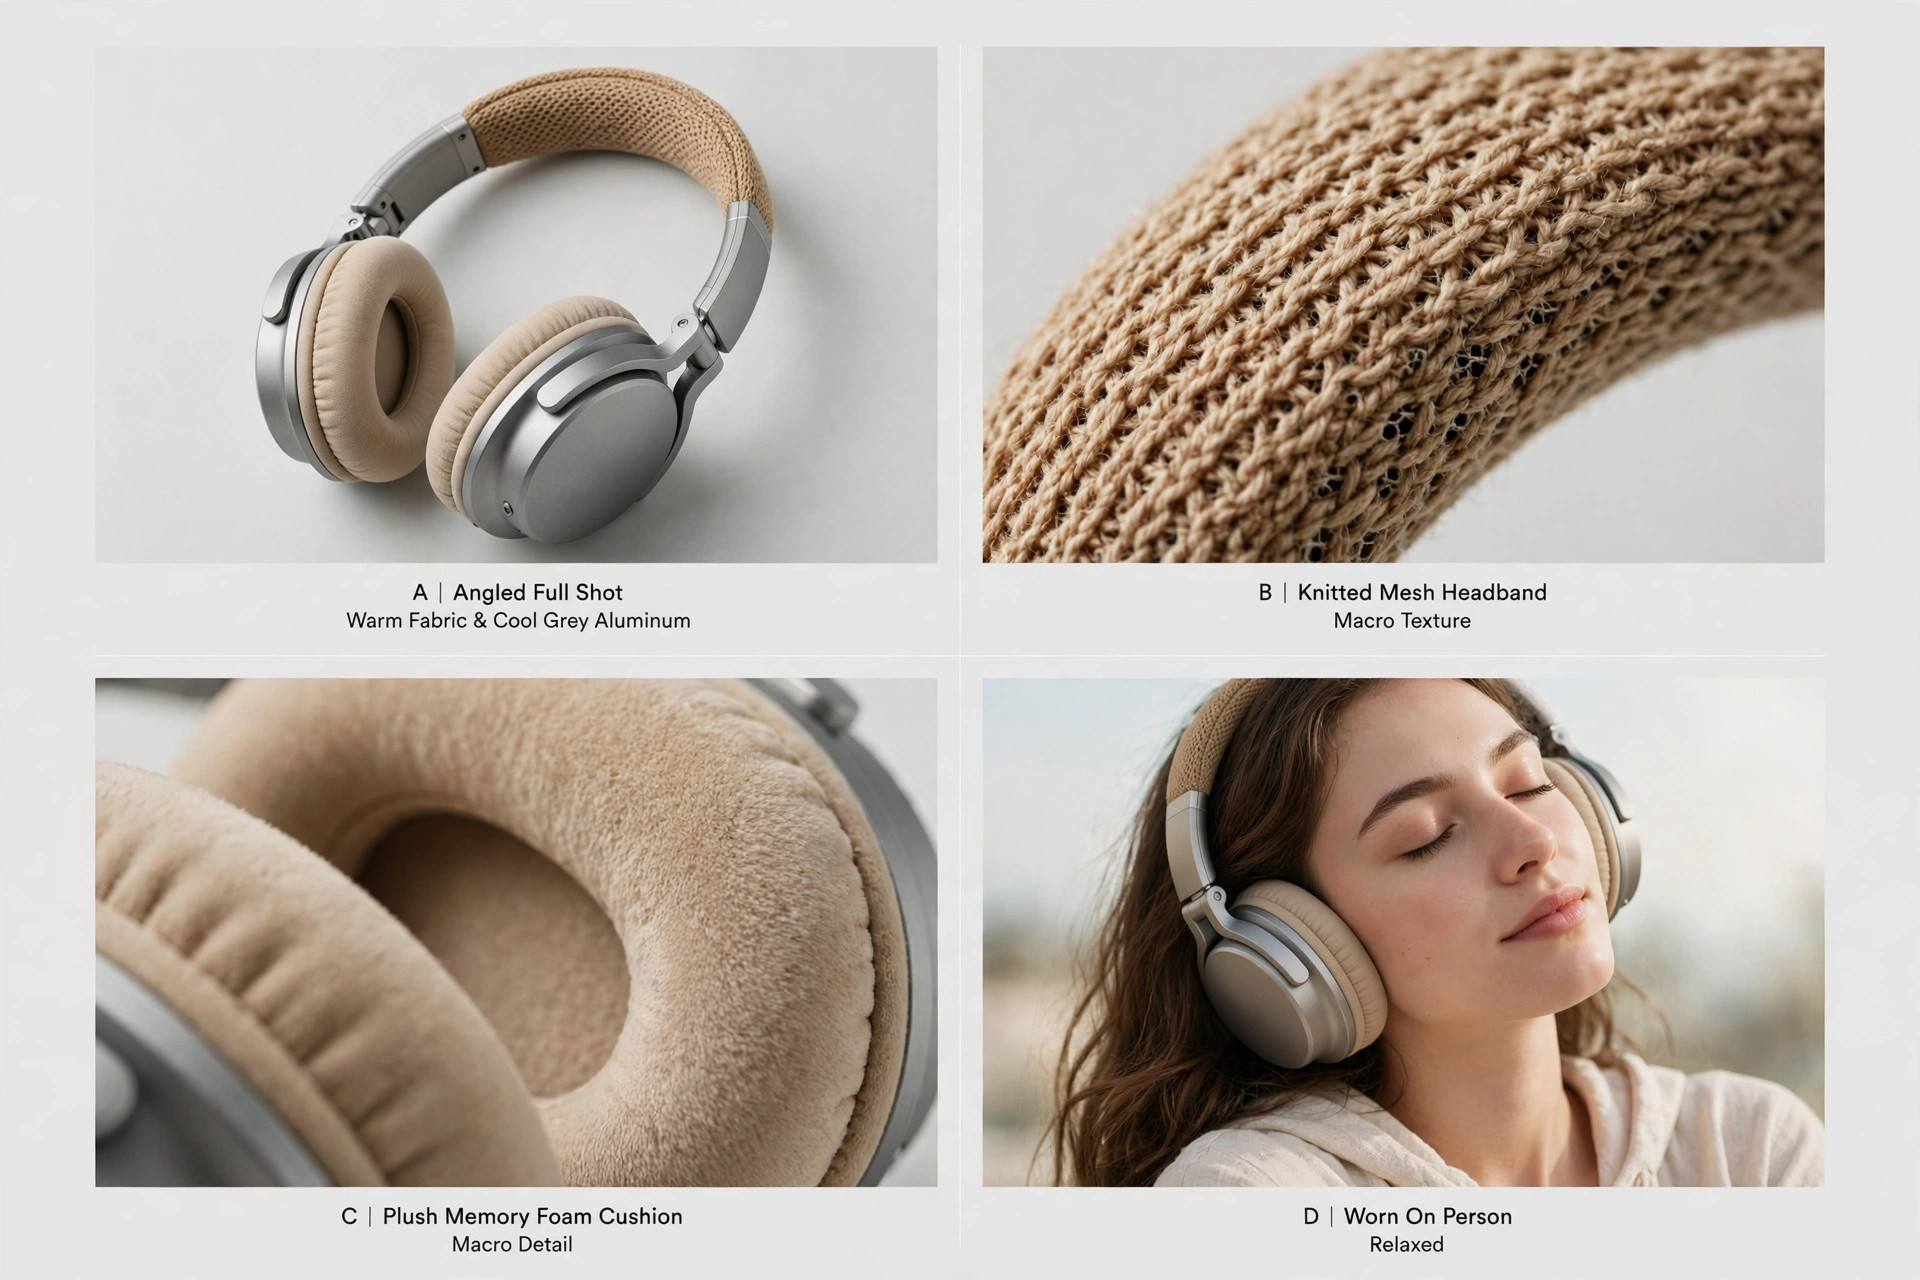 A | Angled Full Shot
Warm Fabric & Cool Grey Aluminum
B | Knitted Mesh Headband
Macro Texture
C | Plush Memory Foam Cushion
Macro Detail
D | Worn On Person
Relaxed